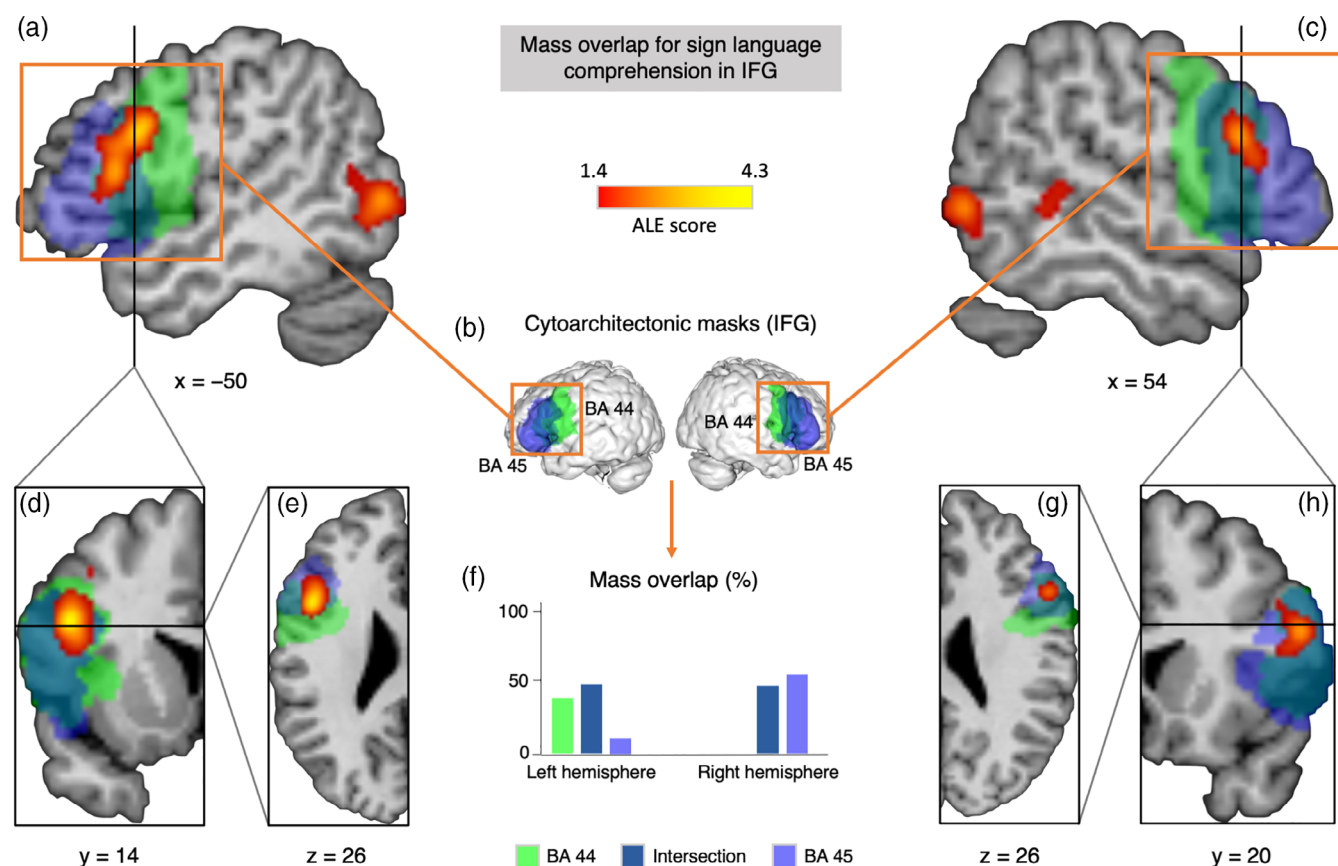 (a)
Mass overlap for sign language
comprehension in IFG
(c)
1.4
4.3
ALE score
x = −50
x = 54
(b)
Cytoarchitectonic masks (IFG)
BA 44
BA 45
BA 44
BA 45
(d)
(e)
(f)
Mass overlap (%)
100
50
0
Left hemisphere
Right hemisphere
(g)
(h)
y = 14
z = 26
BA 44
Intersection
BA 45
z = 26
y = 20